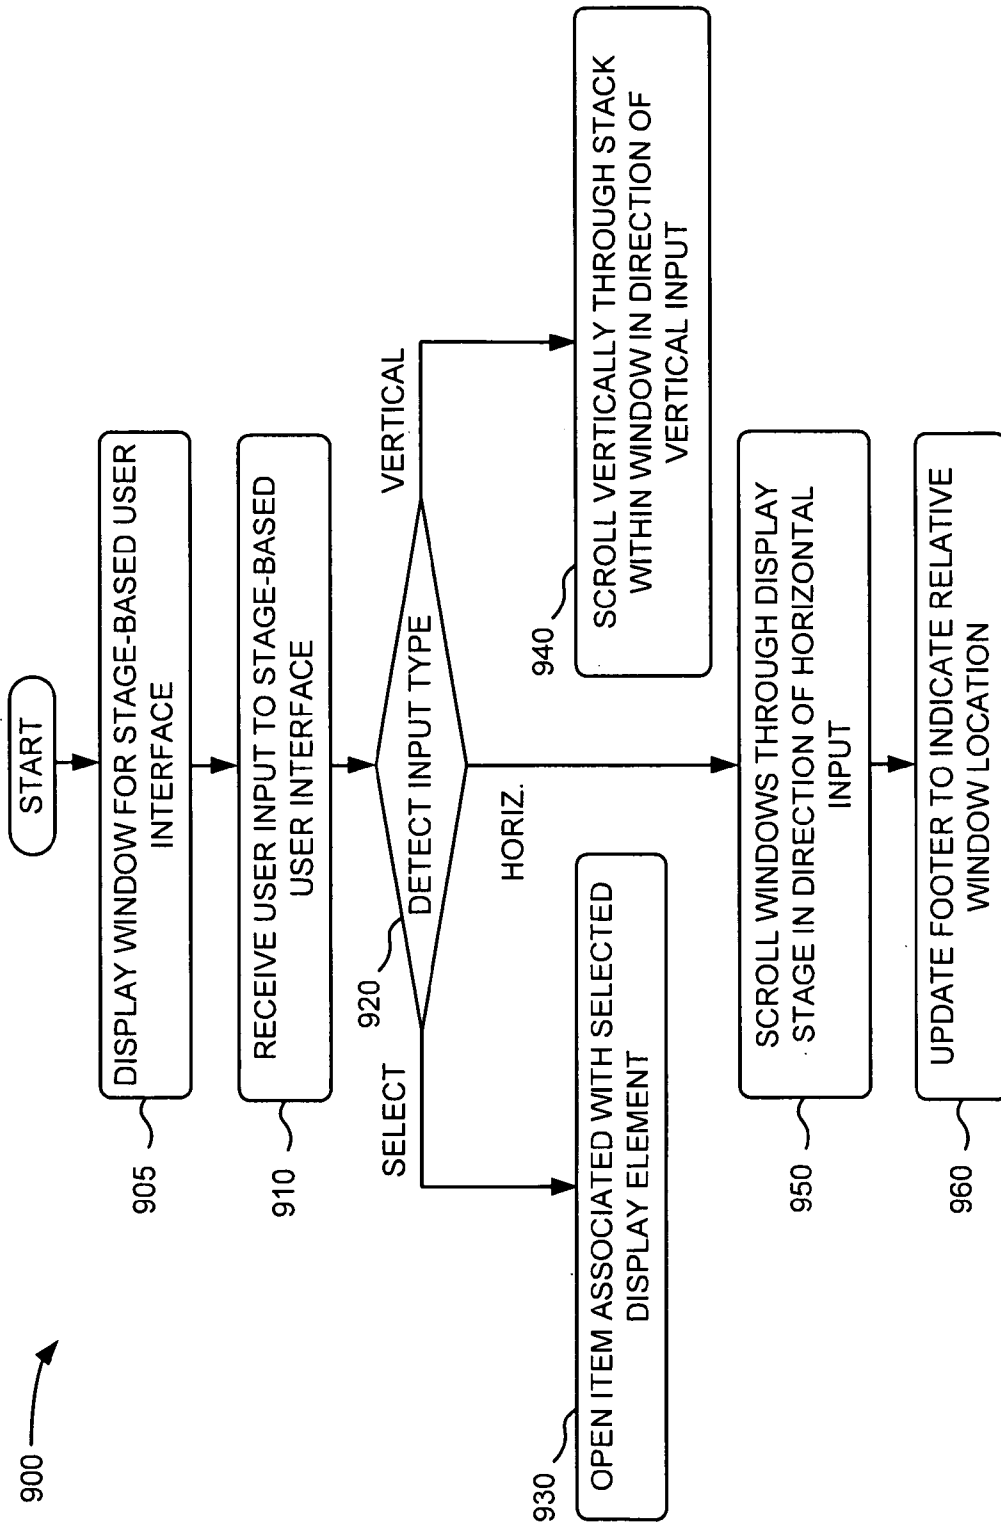 900
START
DISPLAY WINDOW FOR STAGE-BASED USER
INTERFACE
905
RECEIVE USER INPUT TO STAGE-BASED
USER INTERFACE
910
DETECT INPUT TYPE
920
SELECT
HORIZ.
VERTICAL
OPEN ITEM ASSOCIATED WITH SELECTED
DISPLAY ELEMENT
930
SCROLL VERTICALLY THROUGH STACK
WITHIN WINDOW IN DIRECTION OF
VERTICAL INPUT
940
SCROLL WINDOWS THROUGH DISPLAY
STAGE IN DIRECTION OF HORIZONTAL
INPUT
950
UPDATE FOOTER TO INDICATE RELATIVE
WINDOW LOCATION
960